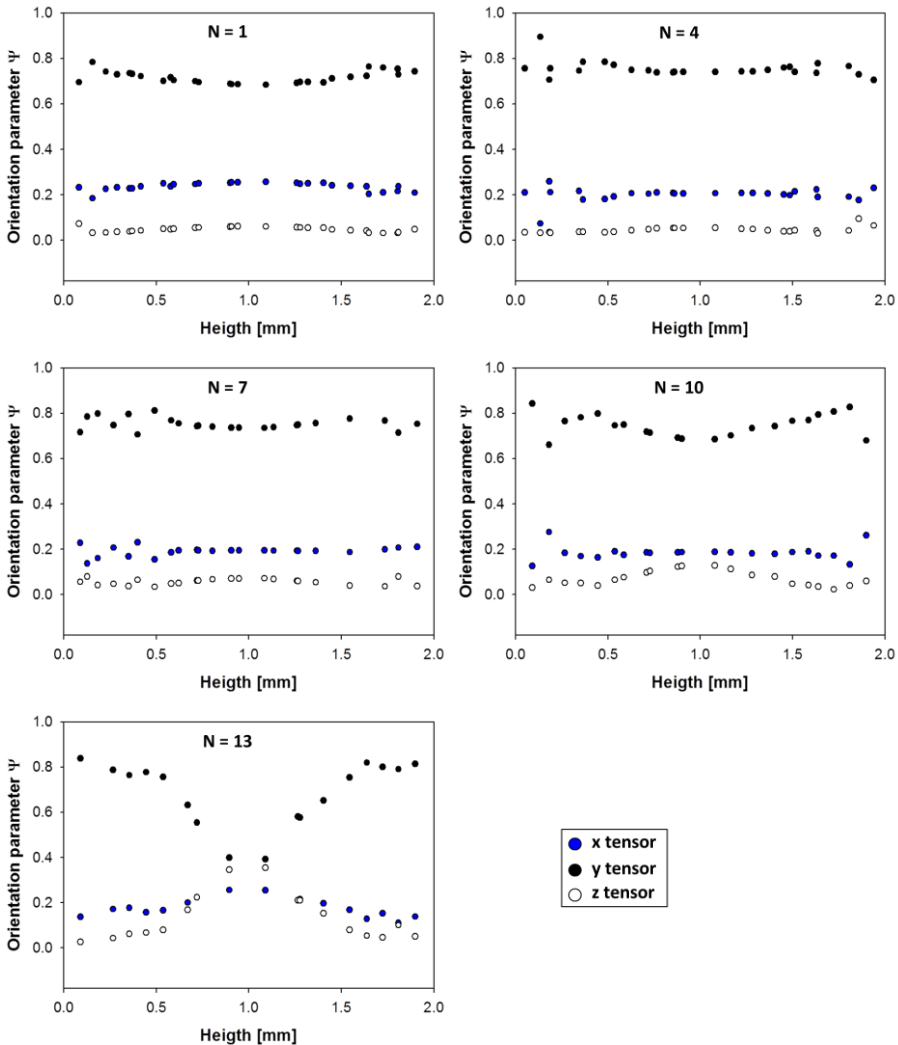 N = 1
Orientation parameter Ψ
1.0
0.8
0.6
0.4
0.2
0.0
0.0 0.5 1.0 1.5 2.0
Heigth [mm]
N = 4
Orientation parameter Ψ
1.0
0.8
0.6
0.4
0.2
0.0
0.0 0.5 1.0 1.5 2.0
Heigth [mm]
N = 7
Orientation parameter Ψ
1.0
0.8
0.6
0.4
0.2
0.0
0.0 0.5 1.0 1.5 2.0
Heigth [mm]
N = 10
Orientation parameter Ψ
1.0
0.8
0.6
0.4
0.2
0.0
0.0 0.5 1.0 1.5 2.0
Heigth [mm]
N = 13
Orientation parameter Ψ
1.0
0.8
0.6
0.4
0.2
0.0
0.0 0.5 1.0 1.5 2.0
Heigth [mm]
x tensor
y tensor
z tensor